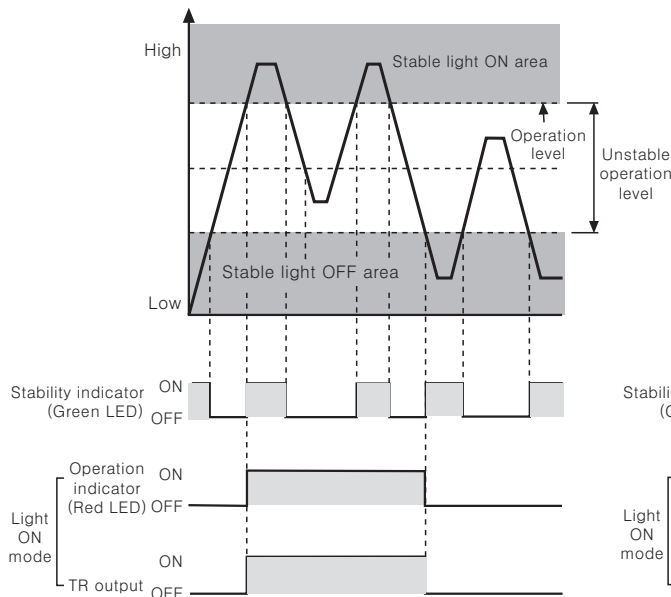 High
Stable light ON area
Operation
level
Unstable
operation
level
Stable light OFF area
Low
Stability indicator
(Green LED)
ON
OFF
Operation
indicator
(Red LED)
ON
OFF
Light
ON
mode
TR output
ON
OFF
Light
ON
mode